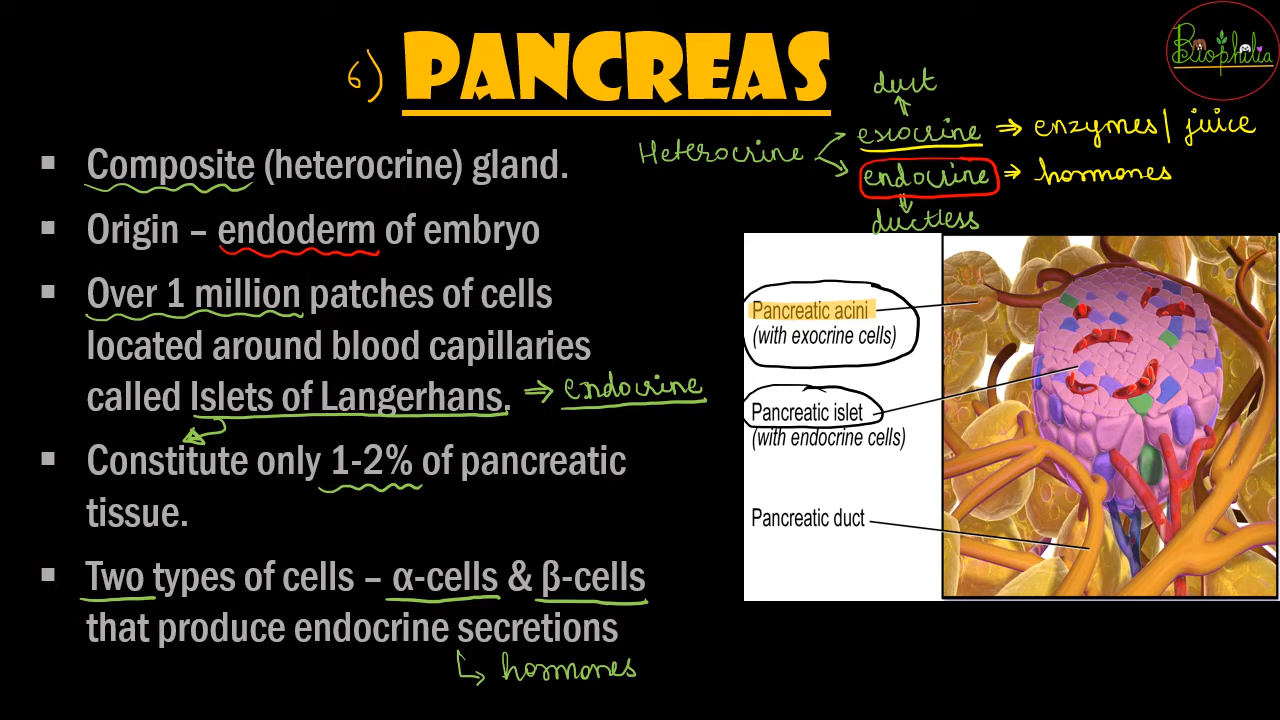 Biophilia
6) PANCREAS
duct
Heterocrine
exocrine ⇒ enzymes/ juice
endocrine ⇒ hormones
ductless
▪ Composite (heterocrine) gland.
▪ Origin – endoderm of embryo
▪ Over 1 million patches of cells
located around blood capillaries
called Islets of Langerhans. ⇒ endocrine
▪ Constitute only 1-2% of pancreatic
tissue.
▪ Two types of cells – α-cells & β-cells
that produce endocrine secretions
hormones
Pancreatic acini
(with exocrine cells)
Pancreatic islet
(with endocrine cells)
Pancreatic duct